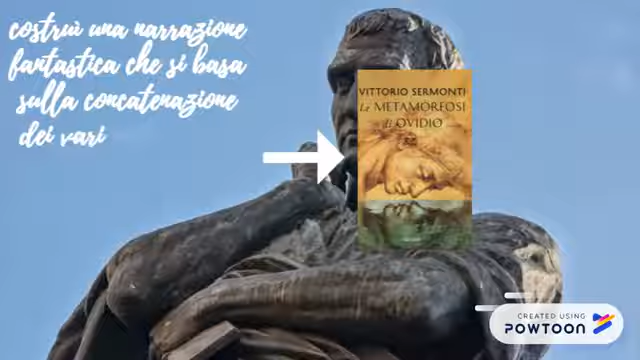 costruì una narrazione
fantastica che si basa
sulla concatenazione
dei vari
VITTORIO SERMONTI
Le METAMORFOSI
di OVIDIO
CREATED USING
POWTOON